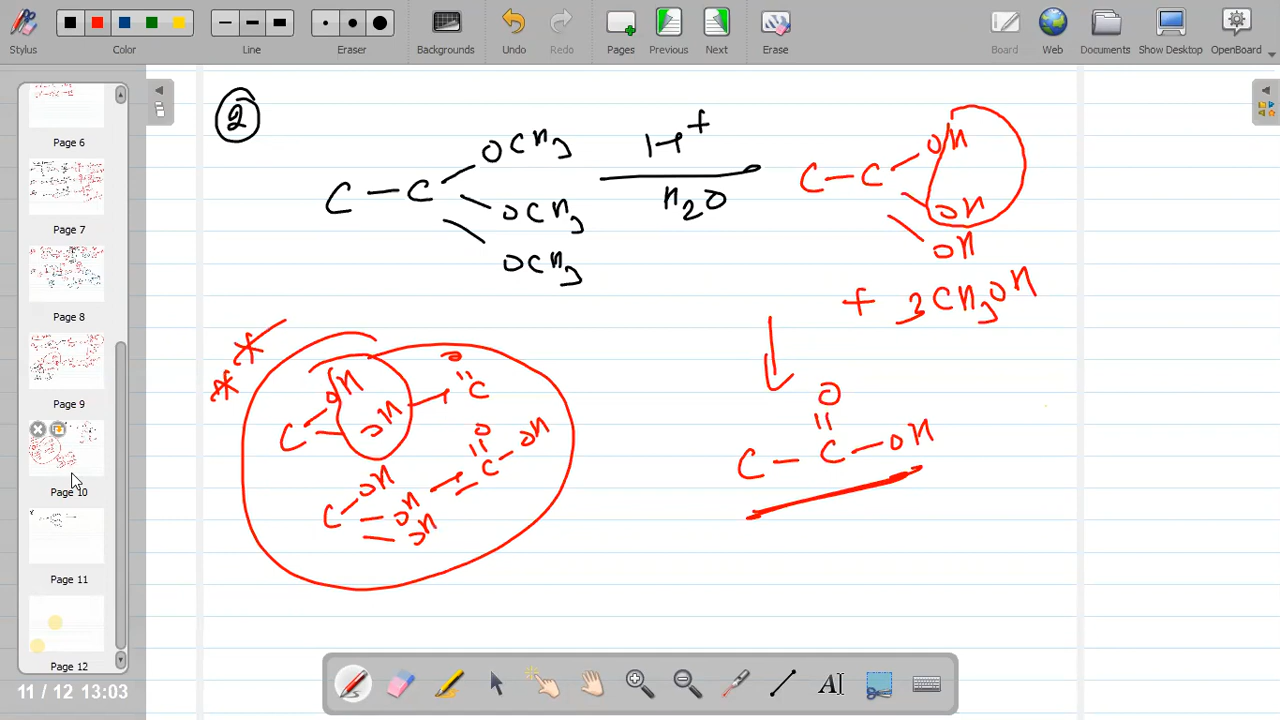 Stylus Color Line Eraser Backgrounds Undo Redo Pages Previous Next Erase Board Web Documents Show Desktop OpenBoard
Page 6
Page 7
Page 8
Page 9
Page 10
Page 11
Page 12
11 / 12 13:03
2
C - C OCH3 OCH3 OCH3
H+
H2O
C - C OH OH OH
+ 3CH3OH
C - C = O - OH
* *
C OH OH → C = O
C OH OH OH → C = O OH